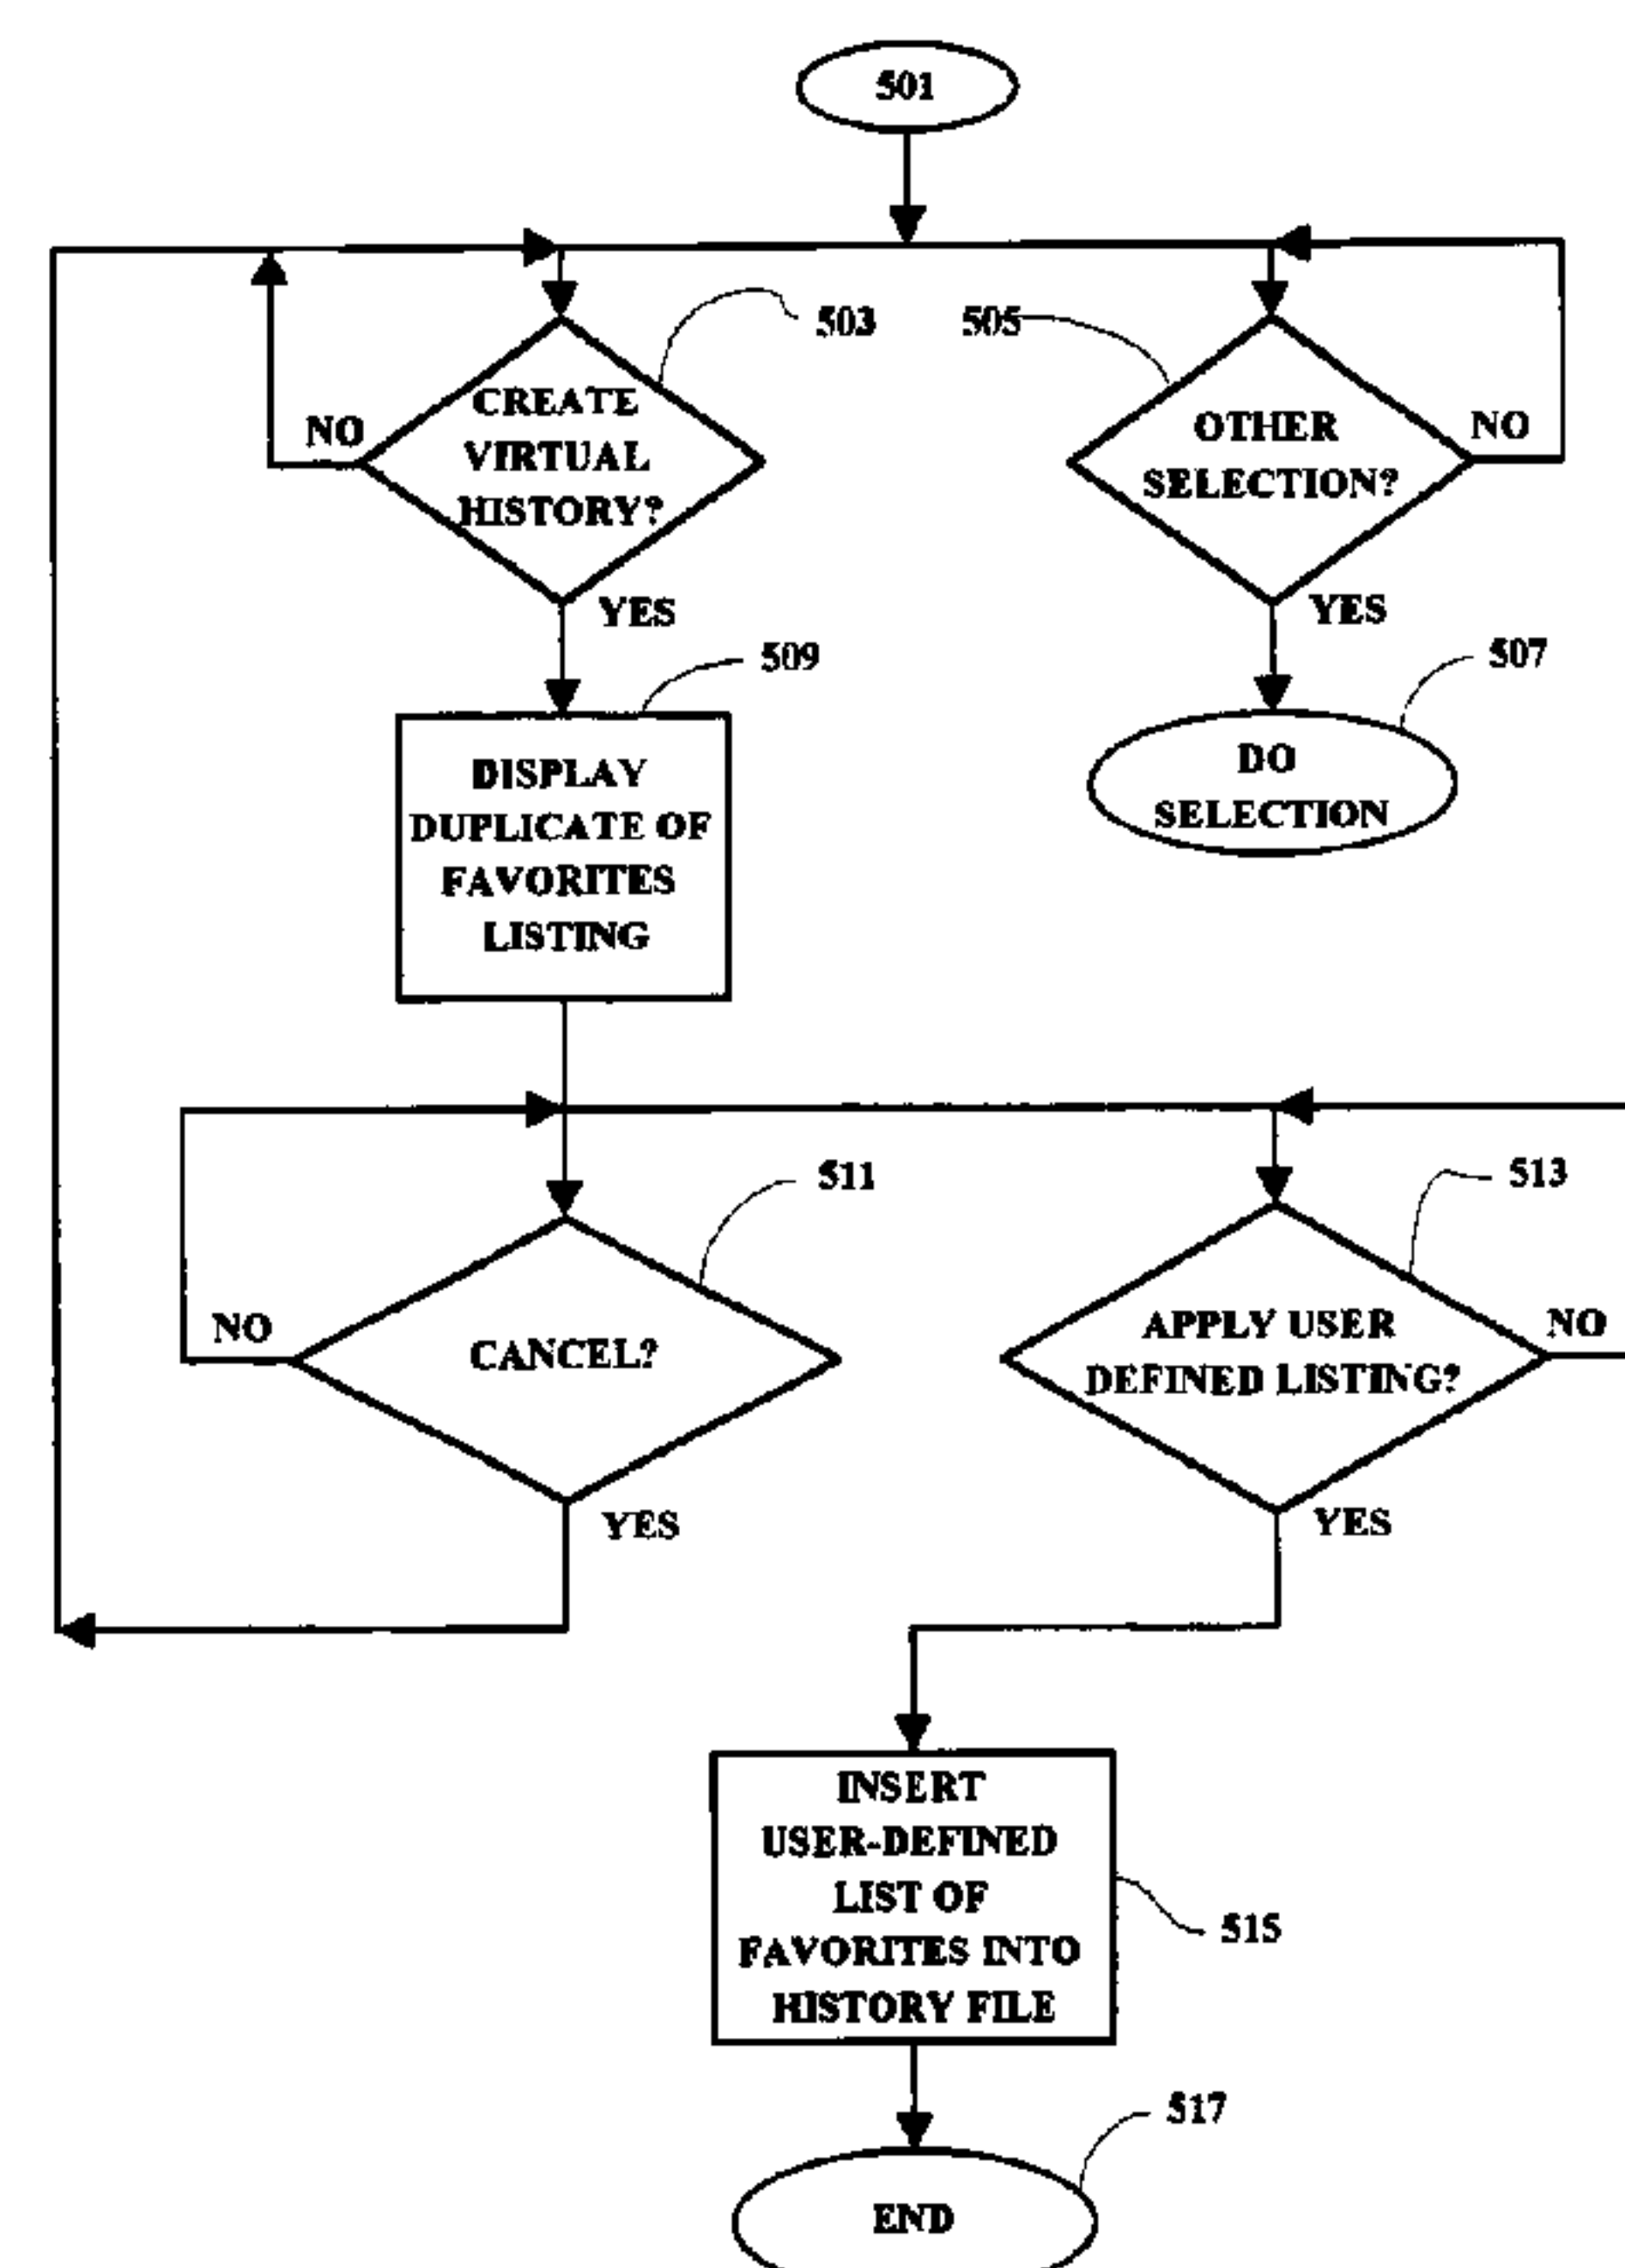 501
503
505
CREATE
VIRTUAL
HISTORY?
NO
OTHER
SELECTION?
NO
YES
YES
509
507
DISPLAY
DUPLICATE OF
FAVORITES
LISTING
DO
SELECTION
511
513
NO
CANCEL?
APPLY USER
DEFINED LISTING?
NO
YES
YES
INSERT
USER-DEFINED
LIST OF
FAVORITES INTO
HISTORY FILE
515
517
END